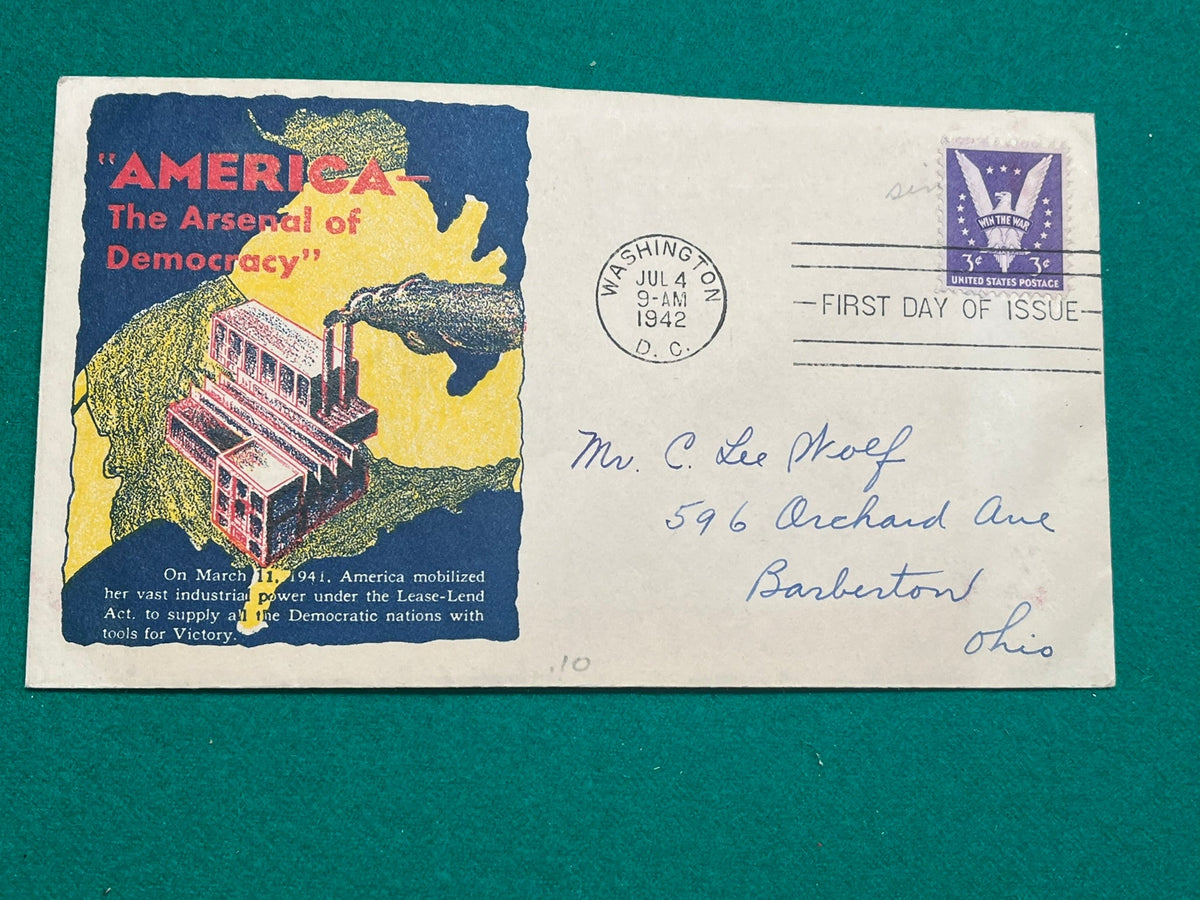 "AMERICA—
The Arsenal of
Democracy"
On March 11, 1941, America mobilized
her vast industrial power under the Lease-Lend
Act, to supply all the Democratic nations with
tools for Victory.
WASHINGTON
JUL 4
9-AM
1942
D. C.
WIN THE WAR
3¢ 3¢
UNITED STATES POSTAGE
FIRST DAY OF ISSUE
Mr. C. Lee Wolf
596 Orchard Ave
Barberton
Ohio
.10